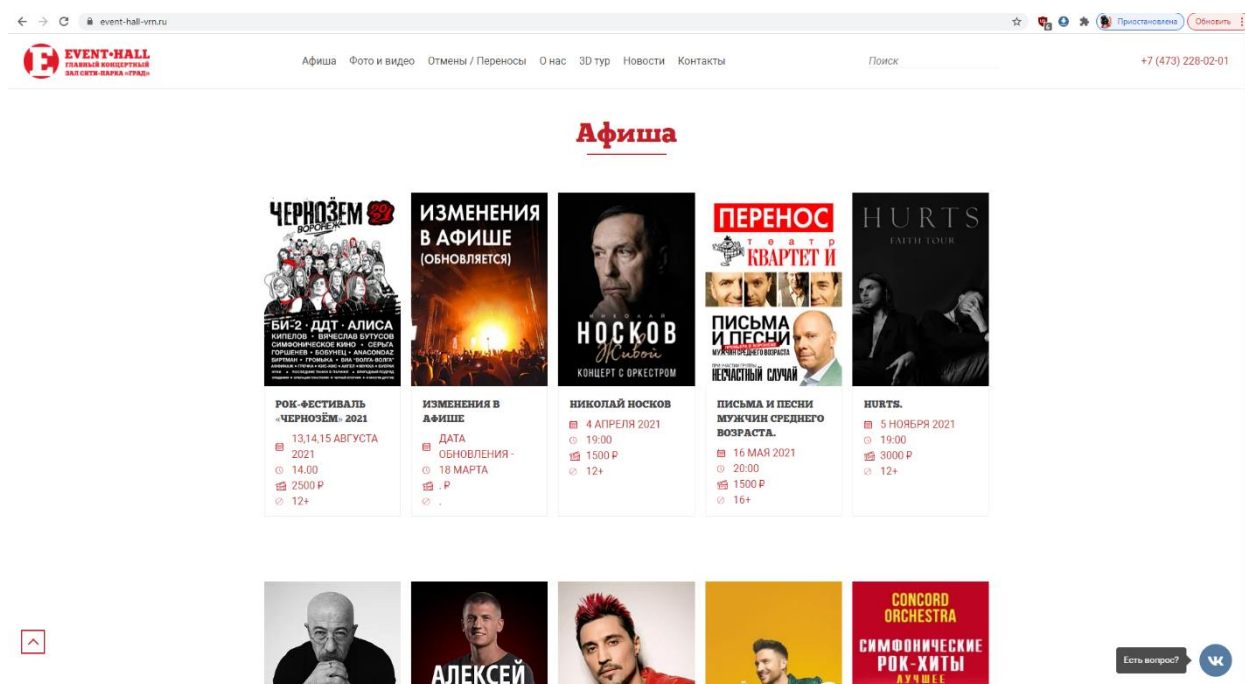 event-hall-vrn.ru
Приостановлена
Обновить
EVENT•HALL
ГЛАВНЫЙ КОНЦЕРТНЫЙ
ЗАЛ СИТИ-ПАРКА «ГРАД»
Афиша Фото и видео Отмены / Переносы О нас 3D тур Новости Контакты
Поиск
+7 (473) 228-02-01
Афиша
ЧЕРНОЗЁМ 2021
ВОРОНЕЖ
БИ-2 · ДДТ · АЛИСА
КИПЕЛОВ • ВЯЧЕСЛАВ БУТУСОВ
СИМФОНИЧЕСКОЕ КИНО • СЕРЬГА
ГОРШЕНЕВ • БОБУНЕЦ • ANACONDAZ
БИРТМАН • ГРОМЫКА • ВИА "ВОЛГА-ВОЛГА"
РОК-ФЕСТИВАЛЬ
«ЧЕРНОЗЁМ» 2021
13,14,15 АВГУСТА
2021
14.00
2500 ₽
12+
ИЗМЕНЕНИЯ
В АФИШЕ
(ОБНОВЛЯЕТСЯ)
ИЗМЕНЕНИЯ В
АФИШЕ
ДАТА
ОБНОВЛЕНИЯ -
18 МАРТА
. ₽
.
НИКОЛАЙ
НОСКОВ
Живой
КОНЦЕРТ С ОРКЕСТРОМ
НИКОЛАЙ НОСКОВ
4 АПРЕЛЯ 2021
19:00
1500 ₽
12+
ПЕРЕНОС
театр
КВАРТЕТ И
ПИСЬМА
И ПЕСНИ
МУЖЧИН СРЕДНЕГО ВОЗРАСТА
НЕСЧАСТНЫЙ СЛУЧАЙ
ПИСЬМА И ПЕСНИ
МУЖЧИН СРЕДНЕГО
ВОЗРАСТА.
16 МАЯ 2021
20:00
1500 ₽
16+
HURTS
FAITH TOUR
HURTS.
5 НОЯБРЯ 2021
19:00
3000 ₽
12+
АЛЕКСЕЙ
CONCORD
ORCHESTRA
СИМФОНИЧЕСКИЕ
РОК-ХИТЫ
ЛУЧШЕЕ
Есть вопрос?